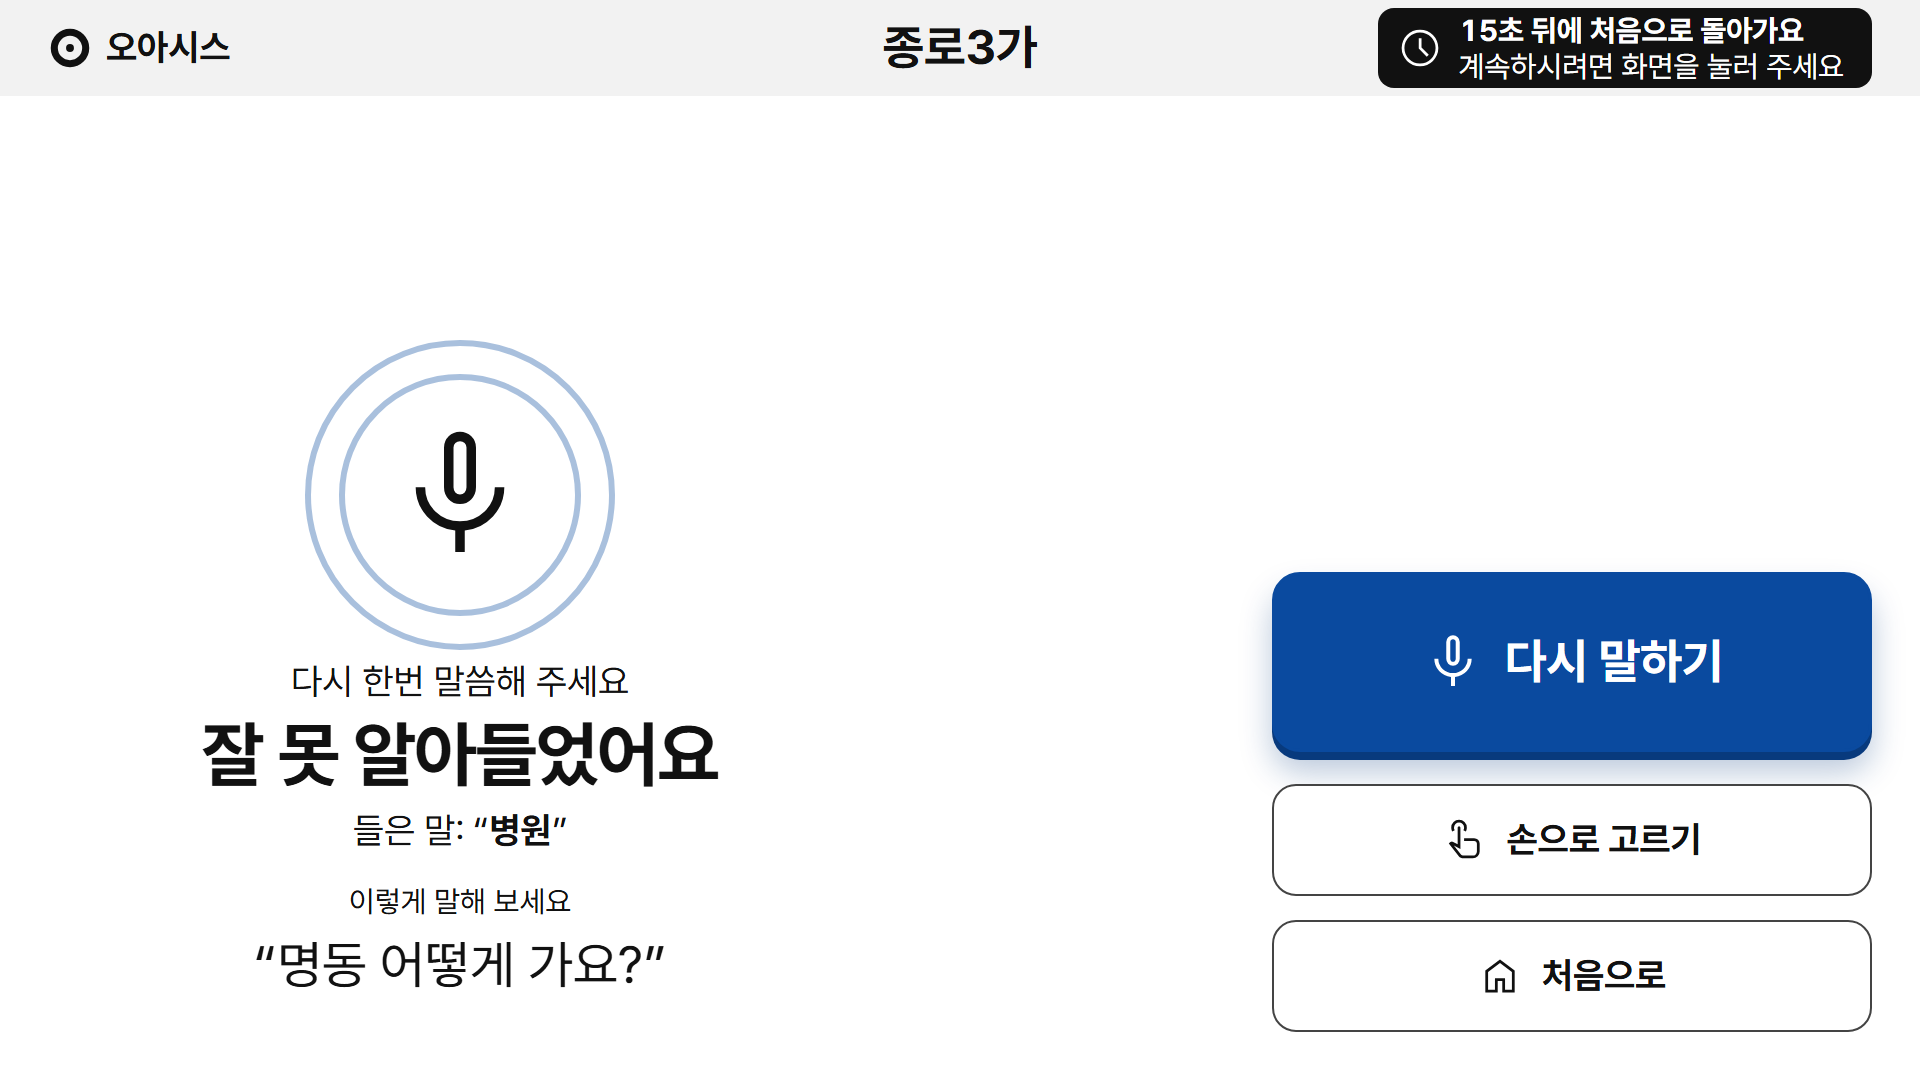 오아시스
종로3가
15초 뒤에 처음으로 돌아가요
계속하시려면 화면을 눌러 주세요
다시 한번 말씀해 주세요
잘 못 알아들었어요
들은 말: “병원”
이렇게 말해 보세요
“명동 어떻게 가요?”
다시 말하기
손으로 고르기
처음으로